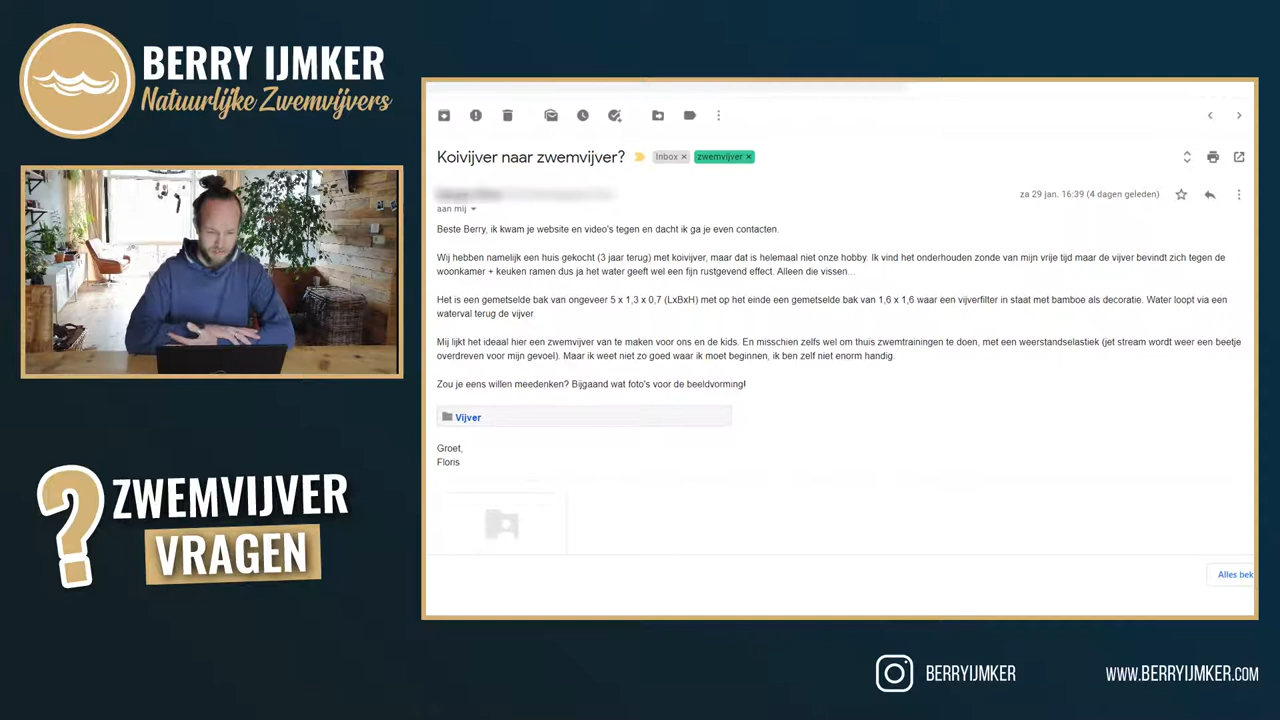 BERRY IJMKER
Natuurlijke Zwemvijvers
Koivijver naar zwemvijver?
Inbox ×
zwemvijver ×
za 29 jan. 16:39 (4 dagen geleden)
aan mij
Beste Berry, ik kwam je website en video's tegen en dacht ik ga je even contacten.
Wij hebben namelijk een huis gekocht (3 jaar terug) met koivijver, maar dat is helemaal niet onze hobby. Ik vind het onderhouden zonde van mijn vrije tijd maar de vijver bevindt zich tegen de
woonkamer + keuken ramen dus ja het water geeft wel een fijn rustgevend effect. Alleen die vissen...
Het is een gemetselde bak van ongeveer 5 x 1,3 x 0,7 (LxBxH) met op het einde een gemetselde bak van 1,6 x 1,6 waar een vijverfilter in staat met bamboe als decoratie. Water loopt via een
waterval terug de vijver.
Mij lijkt het ideaal hier een zwemvijver van te maken voor ons en de kids. En misschien zelfs wel om thuis zwemtrainingen te doen, met een weerstandselastiek (jet stream wordt weer een beetje
overdreven voor mijn gevoel). Maar ik weet niet zo goed waar ik moet beginnen, ik ben zelf niet enorm handig.
Zou je eens willen meedenken? Bijgaand wat foto's voor de beeldvorming!
Vijver
Groet,
Floris
Alles bek
? ZWEMVIJVER
VRAGEN
BERRYIJMKER
WWW.BERRYIJMKER.COM